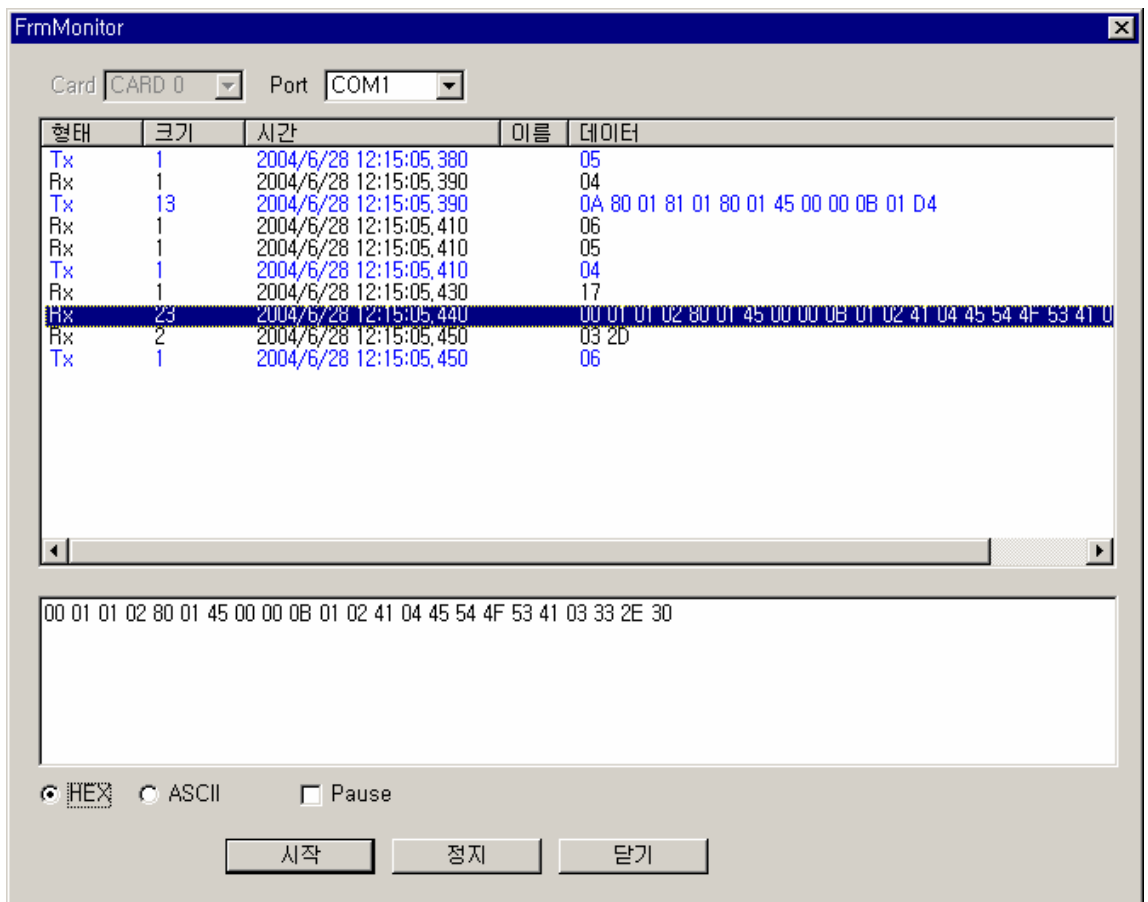 FrmMonitor
Card CARD 0 Port COM1
형태 크기 시간 이름 데이터
Tx 1 2004/6/28 12:15:05,380 05
Rx 1 2004/6/28 12:15:05,390 04
Tx 13 2004/6/28 12:15:05,390 0A 80 01 81 01 80 01 45 00 00 0B 01 D4
Rx 1 2004/6/28 12:15:05,410 06
Rx 1 2004/6/28 12:15:05,410 05
Tx 1 2004/6/28 12:15:05,410 04
Rx 1 2004/6/28 12:15:05,430 17
Rx 23 2004/6/28 12:15:05,440 00 01 01 02 80 01 45 00 00 0B 01 02 41 04 45 54 4F 53 41 0
Rx 2 2004/6/28 12:15:05,450 03 2D
Tx 1 2004/6/28 12:15:05,450 06
00 01 01 02 80 01 45 00 00 0B 01 02 41 04 45 54 4F 53 41 03 33 2E 30
HEX ASCII Pause
시작 정지 닫기